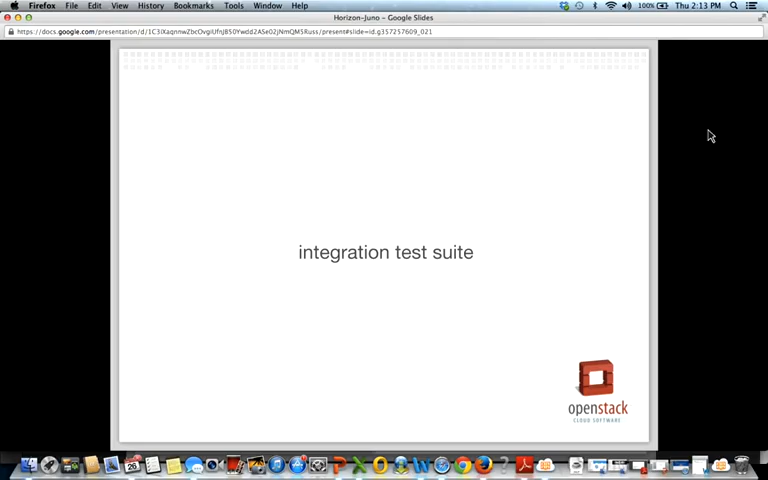 Firefox File Edit View History Bookmarks Tools Window Help 100% Thu 2:13 PM
Horizon-Juno – Google Slides
integration test suite
openstack
CLOUD SOFTWARE